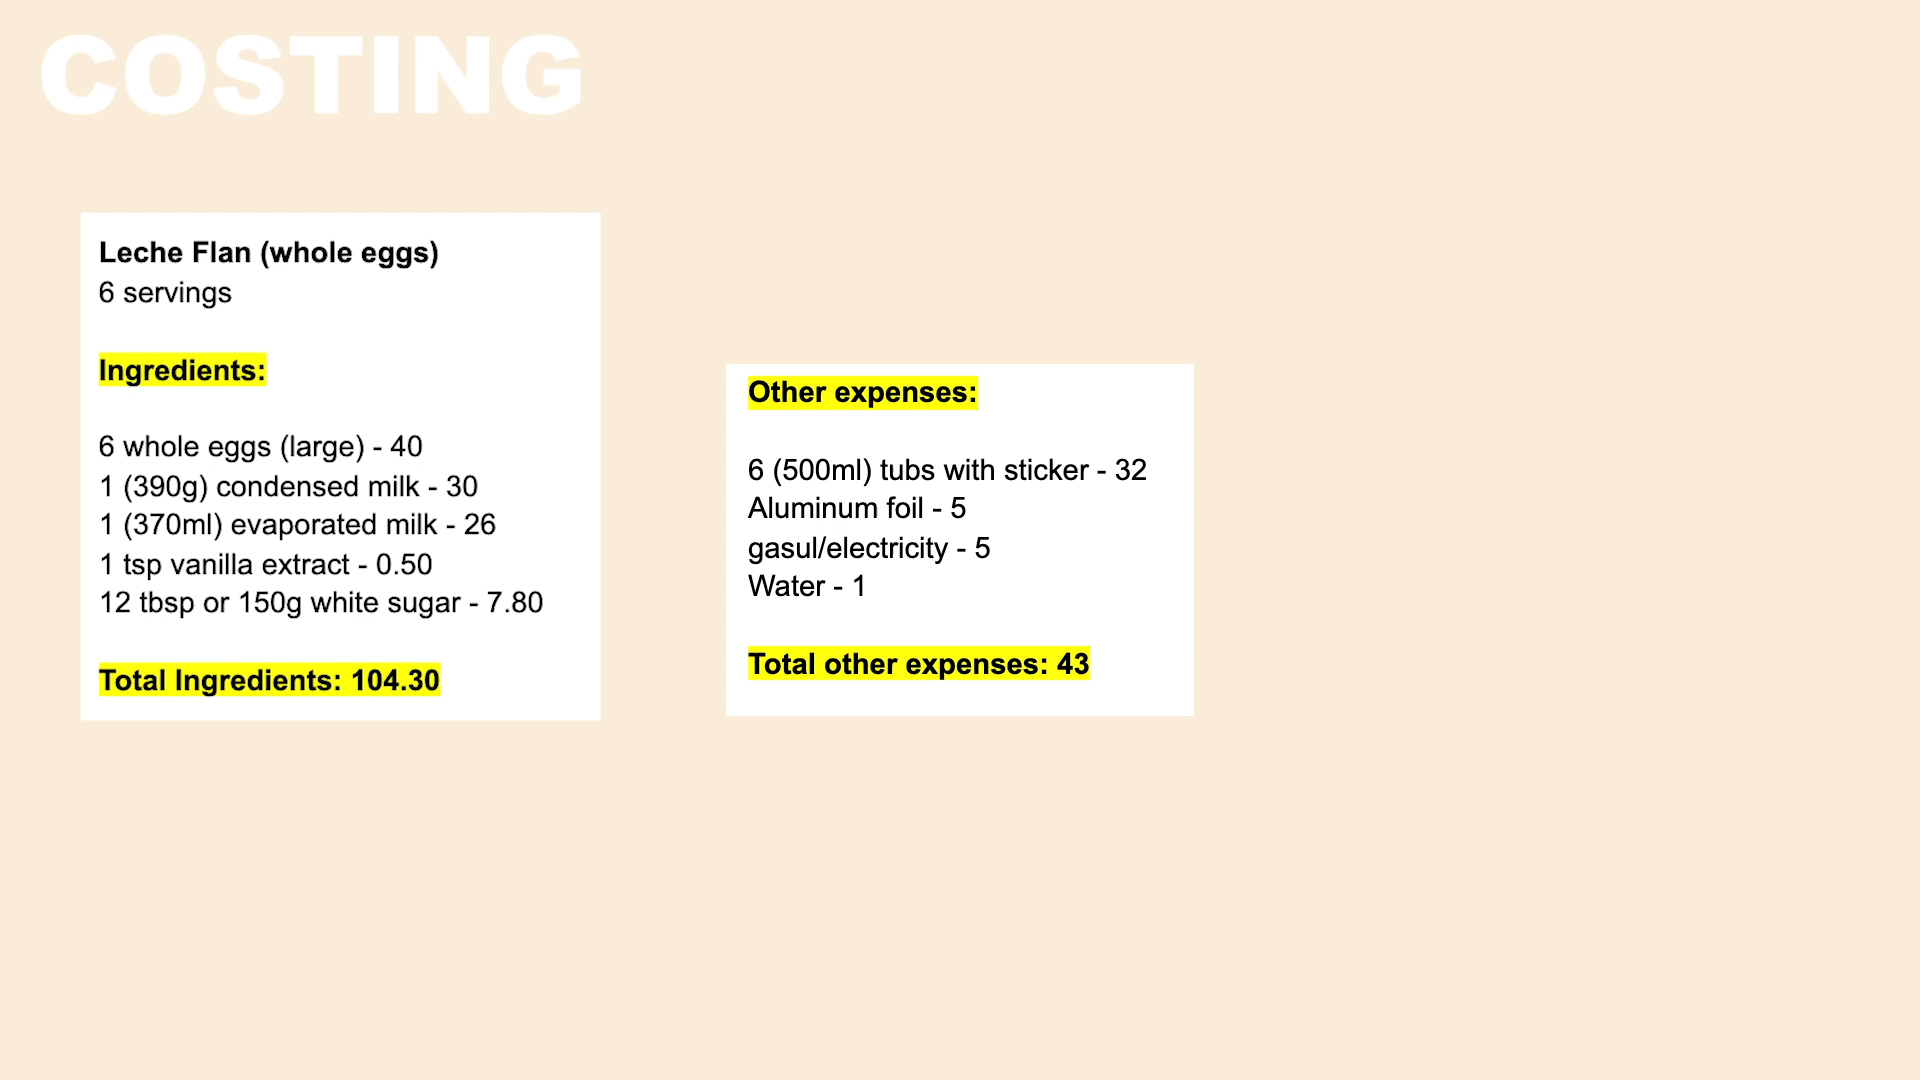 COSTING
Leche Flan (whole eggs)
6 servings
Ingredients:
6 whole eggs (large) - 40
1 (390g) condensed milk - 30
1 (370ml) evaporated milk - 26
1 tsp vanilla extract - 0.50
12 tbsp or 150g white sugar - 7.80
Total Ingredients: 104.30
Other expenses:
6 (500ml) tubs with sticker - 32
Aluminum foil - 5
gasul/electricity - 5
Water - 1
Total other expenses: 43